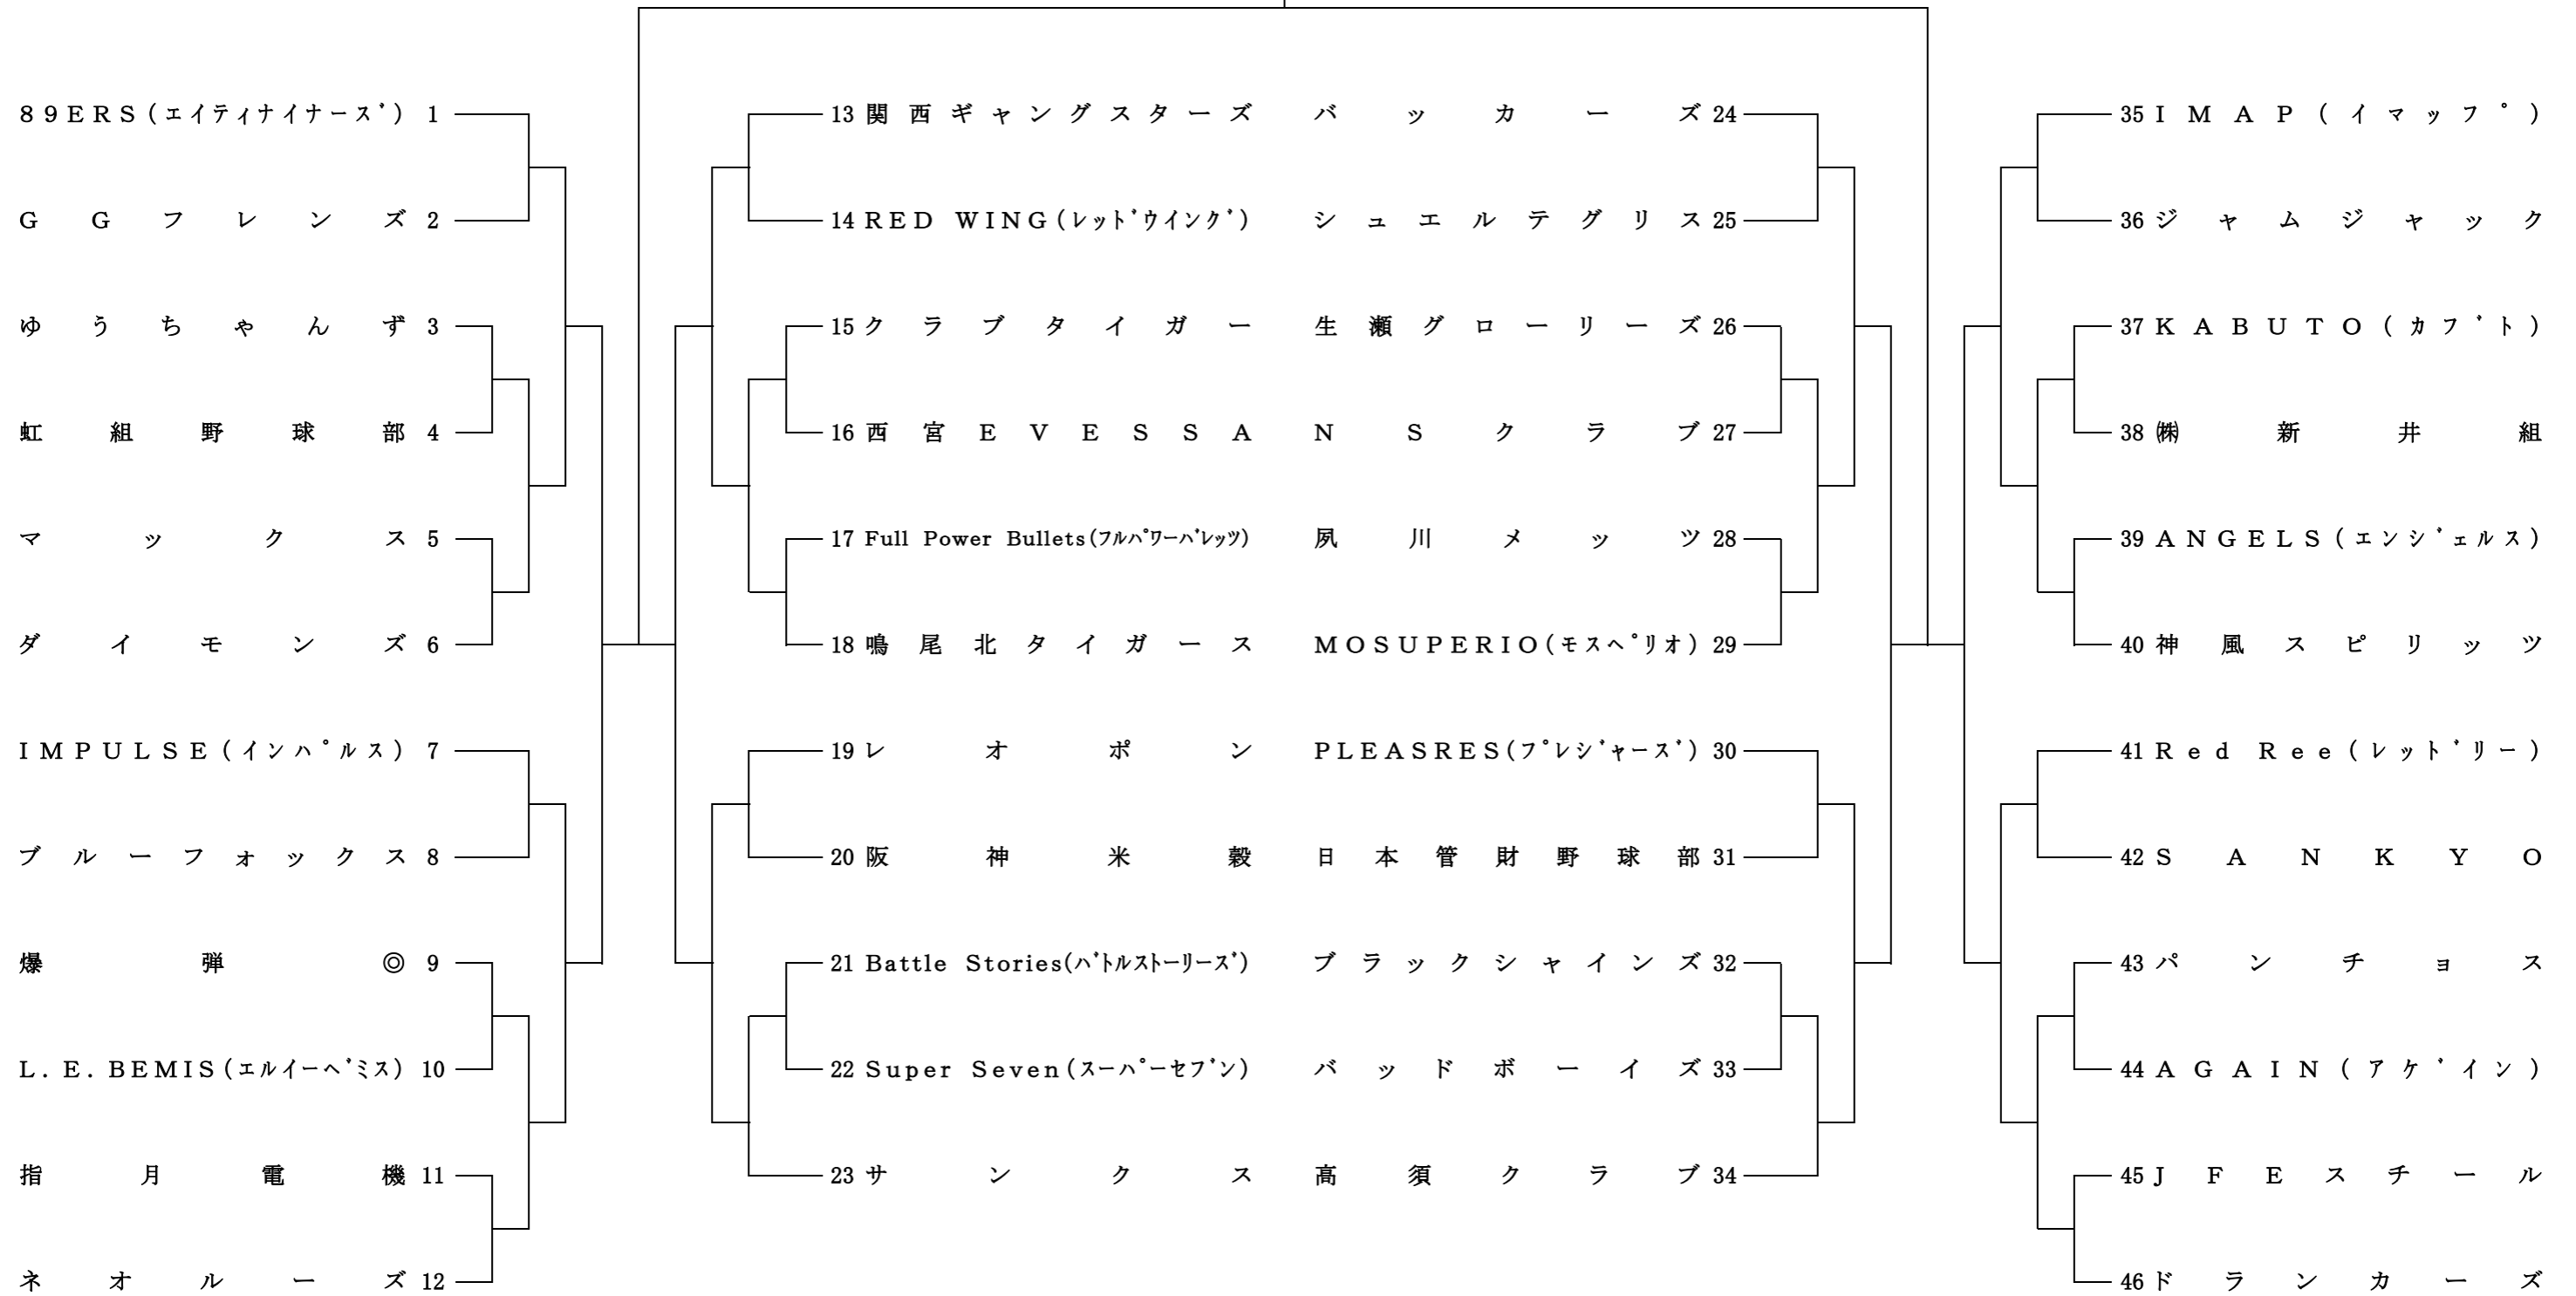 89ERS(エイティナイナーズ) 1
GGフレンズ 2
ゆうちゃんず 3
虹組野球部 4
マックス 5
ダイモンズ 6
IMPULSE(インパルス) 7
ブルーフォックス 8
爆弾◎ 9
L.E.BEMIS(エルイーベミス) 10
指月電機 11
ネオルーズ 12
13 関西ギャングスターズ
14 RED WING(レッドウイング)
15 クラブタイガー
16 西宮EVESSA
17 Full Power Bullets(フルパワーバレッツ)
18 鳴尾北タイガース
19 レオポン
20 阪神米穀
21 Battle Stories(バトルストーリーズ)
22 Super Seven(スーパーセブン)
23 サンクス
バッカーズ 24
シュエルテグリス 25
生瀬グローリーズ 26
NSクラブ 27
夙川メッツ 28
MOSUPERIO(モスペリオ) 29
PLEASRES(プレジャーズ) 30
日本管財野球部 31
ブラックシャインズ 32
バッドボーイズ 33
高須クラブ 34
35 IMAP(イマップ)
36 ジャムジャック
37 KABUTO(カブト)
38 ㈱新井組
39 ANGELS(エンジェルス)
40 神風スピリッツ
41 Red Ree(レッドリー)
42 SANKYO
43 パンチョス
44 AGAIN(アゲイン)
45 JFEスチール
46 ドランカーズ